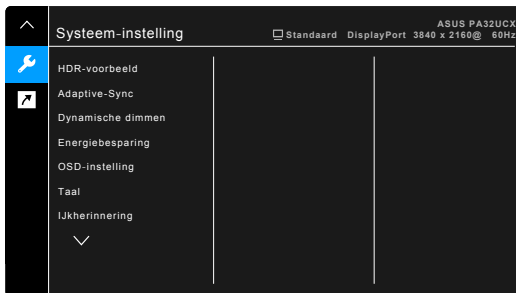 ASUS PA32UCX
Systeem-instelling
Standaard DisplayPort 3840 x 2160@ 60Hz
HDR-voorbeeld
Adaptive-Sync
Dynamische dimmen
Energiebesparing
OSD-instelling
Taal
IJkherinnering